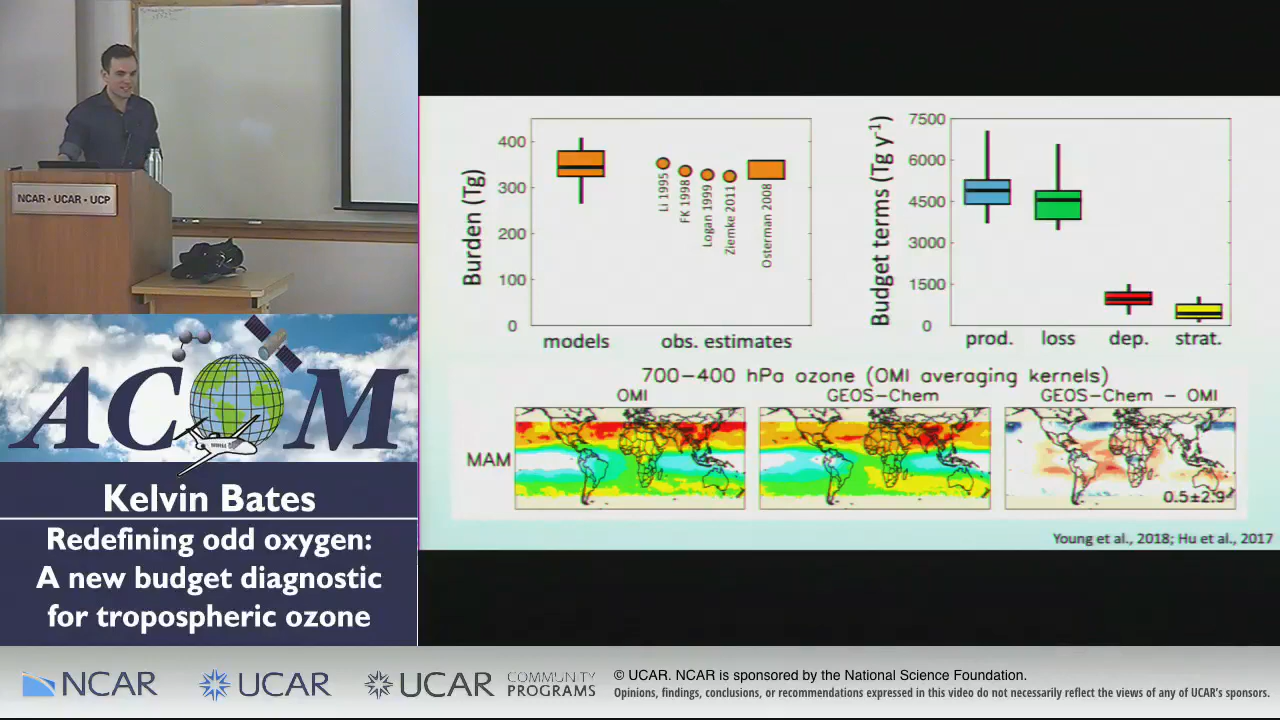 NCAR • UCAR • UCP
ACOM
Kelvin Bates
Redefining odd oxygen:
A new budget diagnostic
for tropospheric ozone
Burden (Tg)
400
300
200
100
0
Li 1995
FK 1998
Logan 1999
Ziemke 2011
Osterman 2008
models
obs. estimates
Budget terms (Tg y-1)
7500
6000
4500
3000
1500
0
prod.
loss
dep.
strat.
700-400 hPa ozone (OMI averaging kernels)
OMI
GEOS-Chem
GEOS-Chem - OMI
MAM
0.5±2.9
Young et al., 2018; Hu et al., 2017
NCAR
UCAR
UCAR
COMMUNITY
PROGRAMS
© UCAR. NCAR is sponsored by the National Science Foundation.
Opinions, findings, conclusions, or recommendations expressed in this video do not necessarily reflect the views of any of UCAR's sponsors.